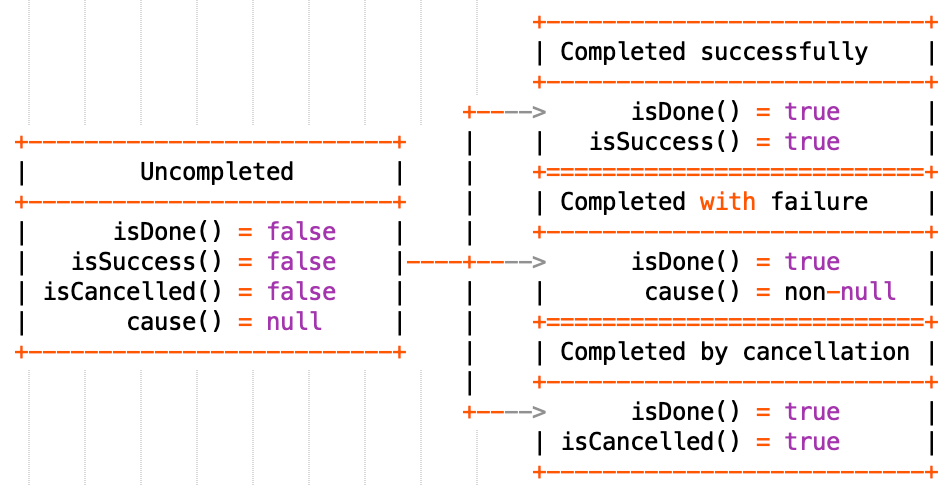 Completed successfully
isDone() = true
isSuccess() = true
Uncompleted
isDone() = false
isSuccess() = false
isCancelled() = false
cause() = null
Completed with failure
isDone() = true
cause() = non-null
Completed by cancellation
isDone() = true
isCancelled() = true